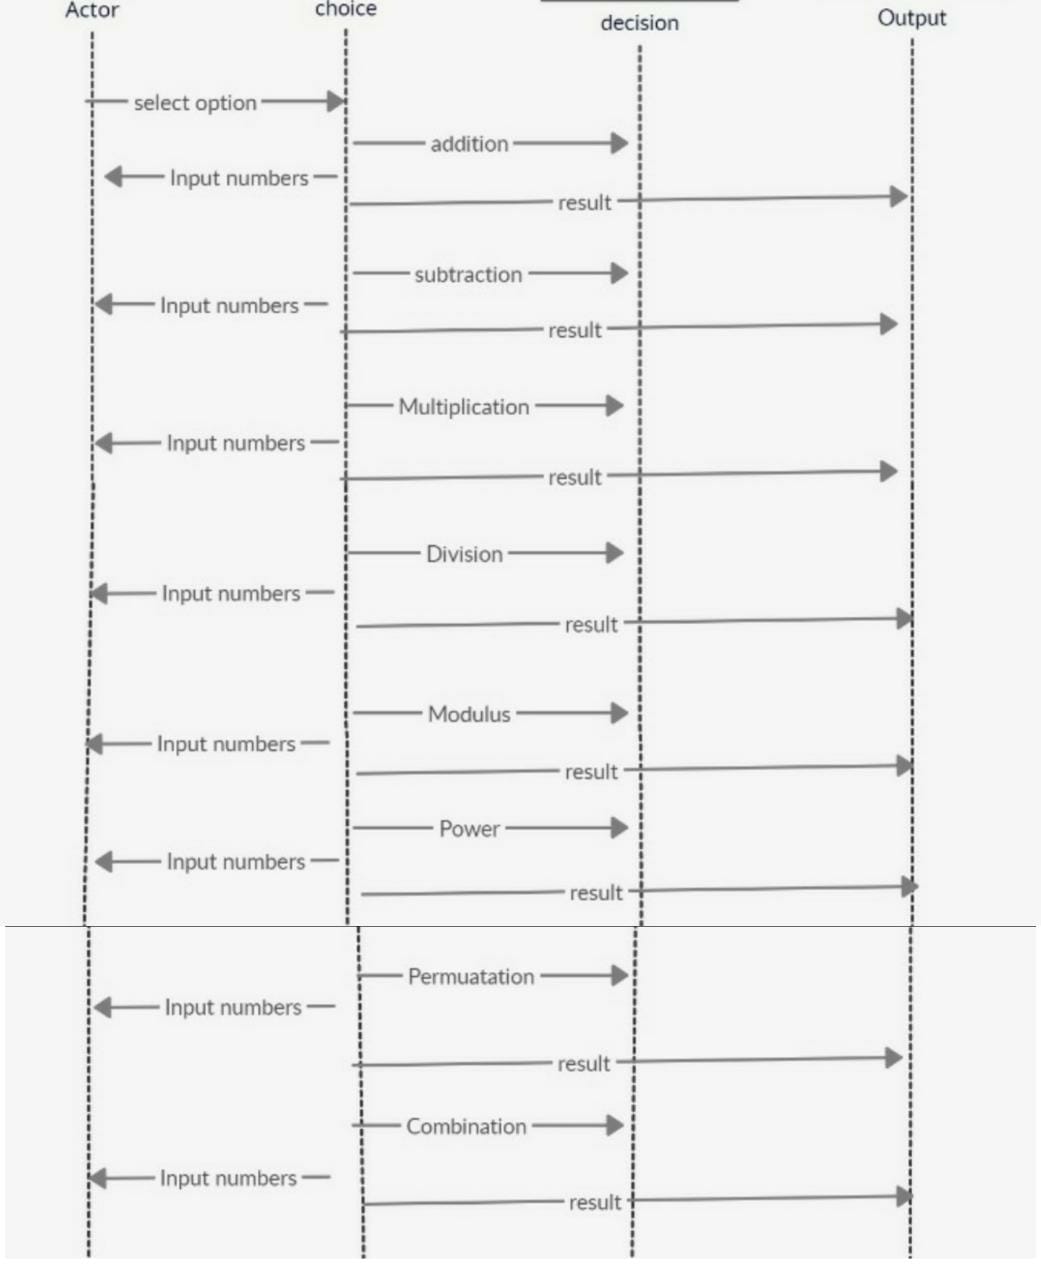 Actor
choice
decision
Output
select option
addition
Input numbers
result
subtraction
Input numbers
result
Multiplication
Input numbers
result
Division
Input numbers
result
Modulus
Input numbers
result
Power
Input numbers
result
Permuatation
Input numbers
result
Combination
Input numbers
result